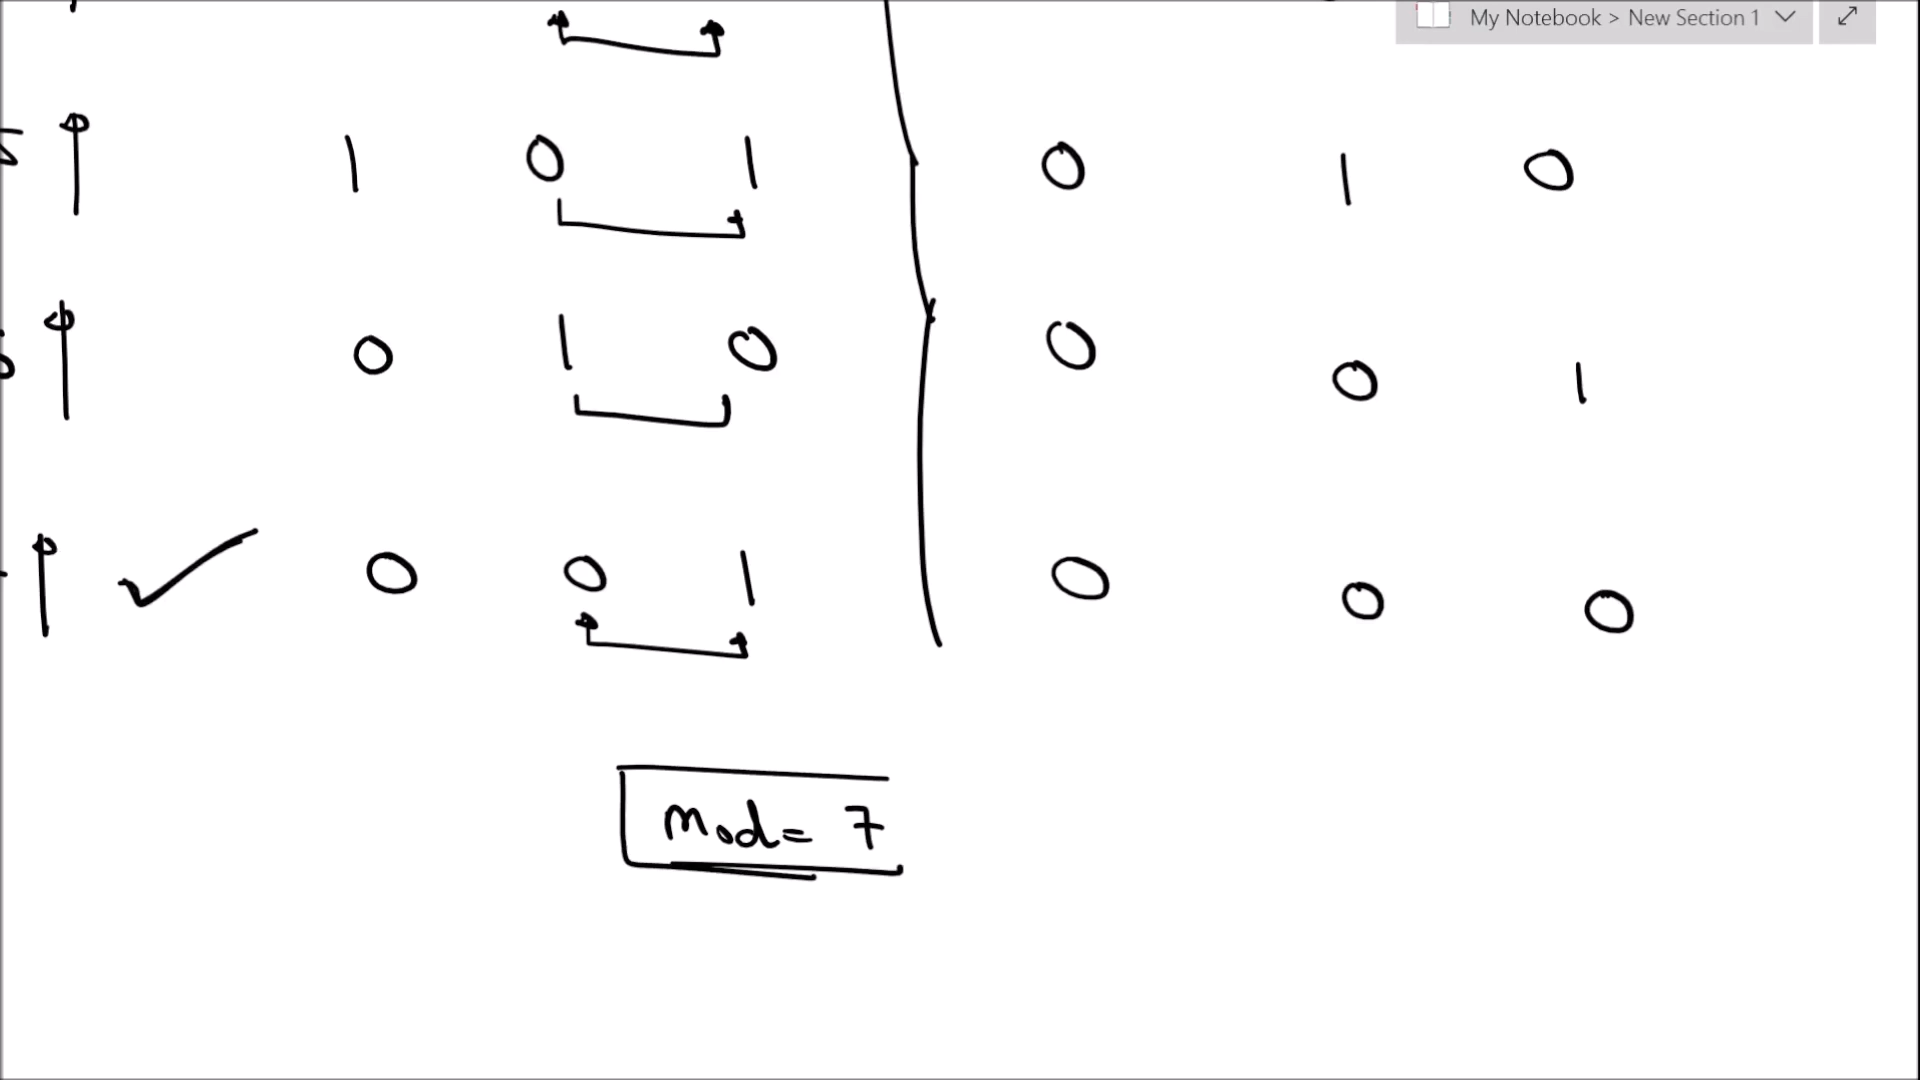 My Notebook > New Section 1
1 0 1 0 1 0
0 1 0 0 0 1
0 0 1 0 0 0
Mod= 7